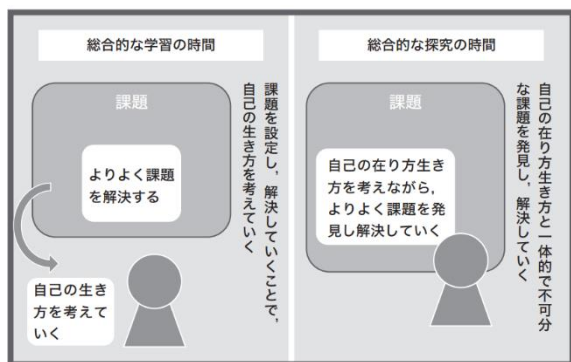 総合的な学習の時間
課題
よりよく課題
を解決する
自己の生き
方を考えて
いく
課題を設定し，解決していくことで，
自己の生き方を考えていく
総合的な探究の時間
課題
自己の在り方生き
方を考えながら，
よりよく課題を発
見し解決していく
自己の在り方生き方と一体的で不可分
な課題を発見し，解決していく